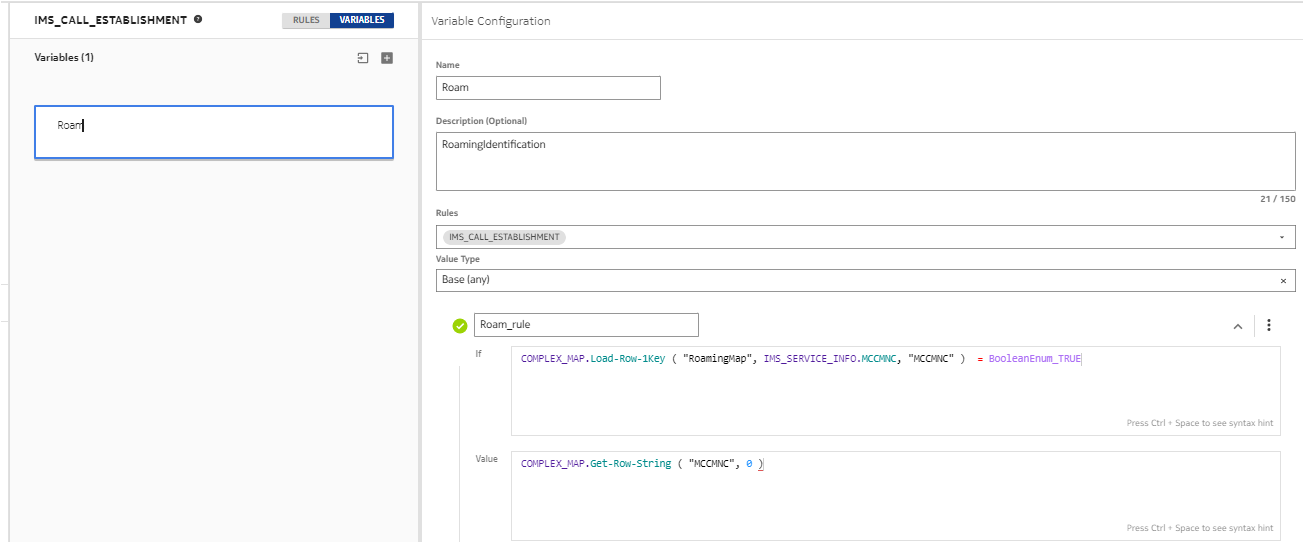 IMS_CALL_ESTABLISHMENT ?
RULES VARIABLES
Variables (1)
Roam
Variable Configuration
Name
Roam
Description (Optional)
RoamingIdentification
21 / 150
Rules
IMS_CALL_ESTABLISHMENT
Value Type
Base (any)
Roam_rule
If
COMPLEX_MAP.Load-Row-1Key ( "RoamingMap", IMS_SERVICE_INFO.MCCMNC, "MCCMNC" ) = BooleanEnum_TRUE
Press Ctrl + Space to see syntax hint
Value
COMPLEX_MAP.Get-Row-String ( "MCCMNC", 0 )
Press Ctrl + Space to see syntax hint